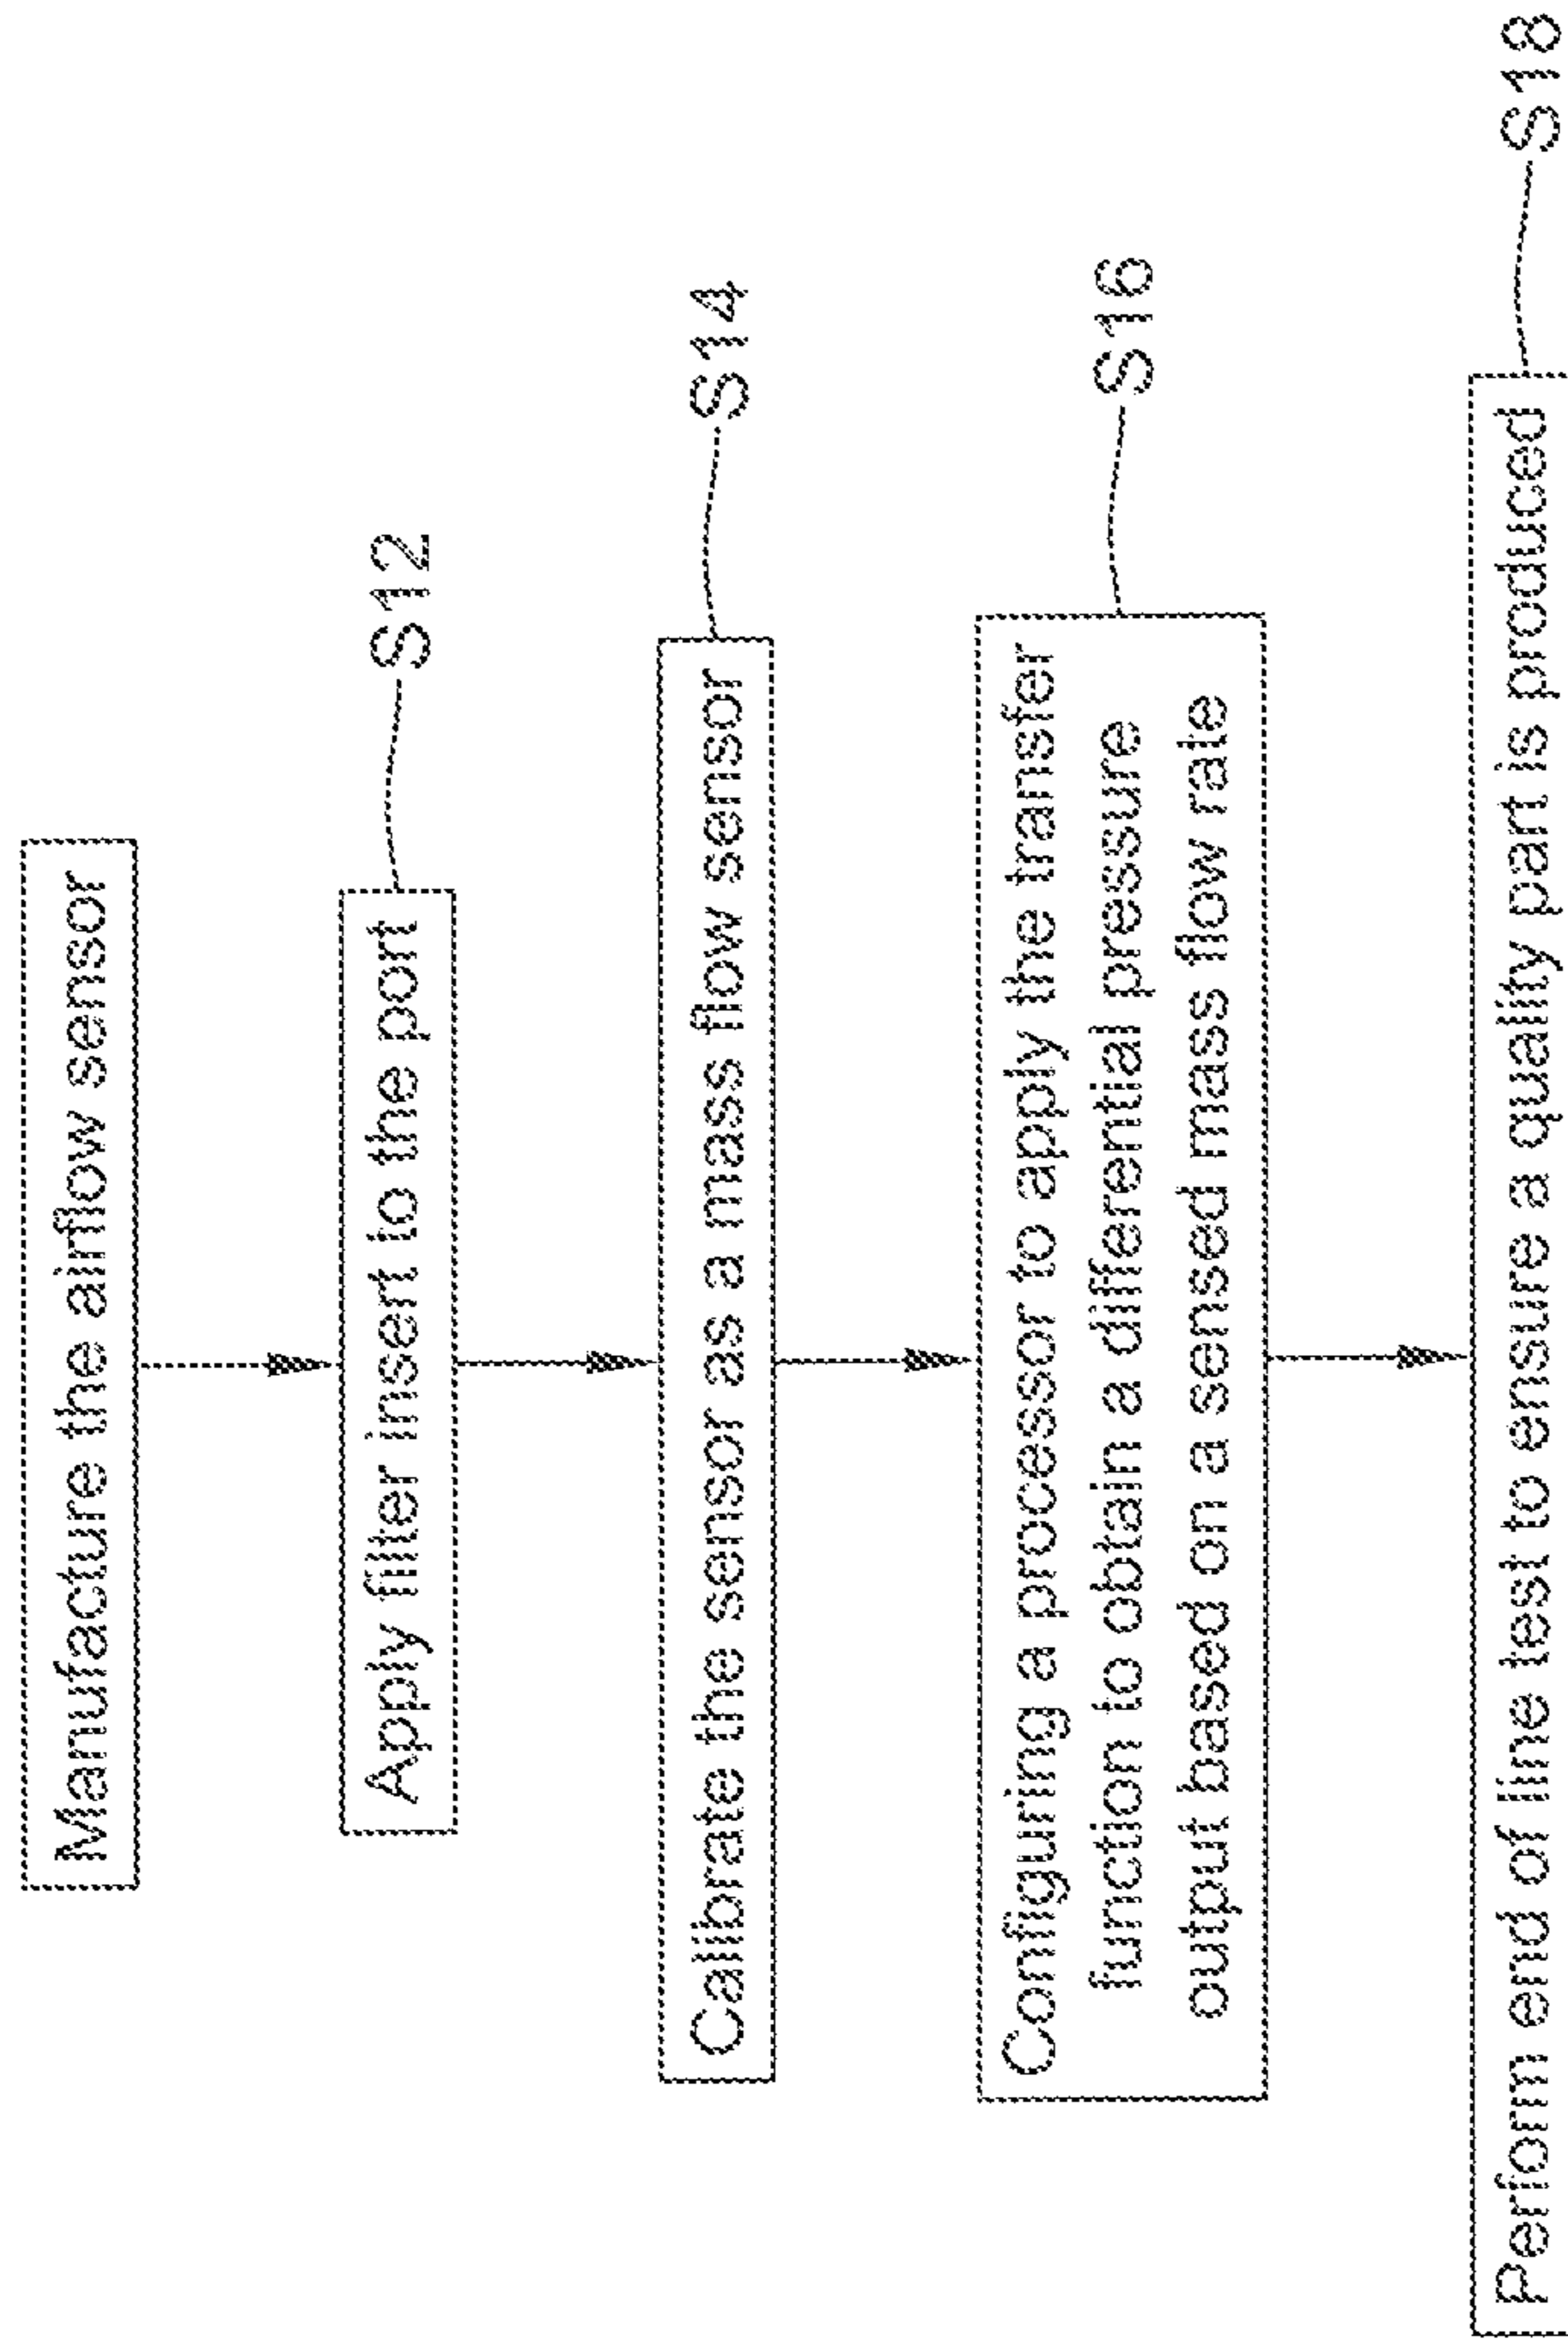 Manufacture the airflow sensor
Apply filter insert to the port
S12
Calibrate the sensor as a mass flow sensor
S14
Configuring a processor to apply the transfer
function to obtain a differential pressure
output based on a sensed mass flow rate
S16
Perform end of line test to ensure a quality part is produced
S18